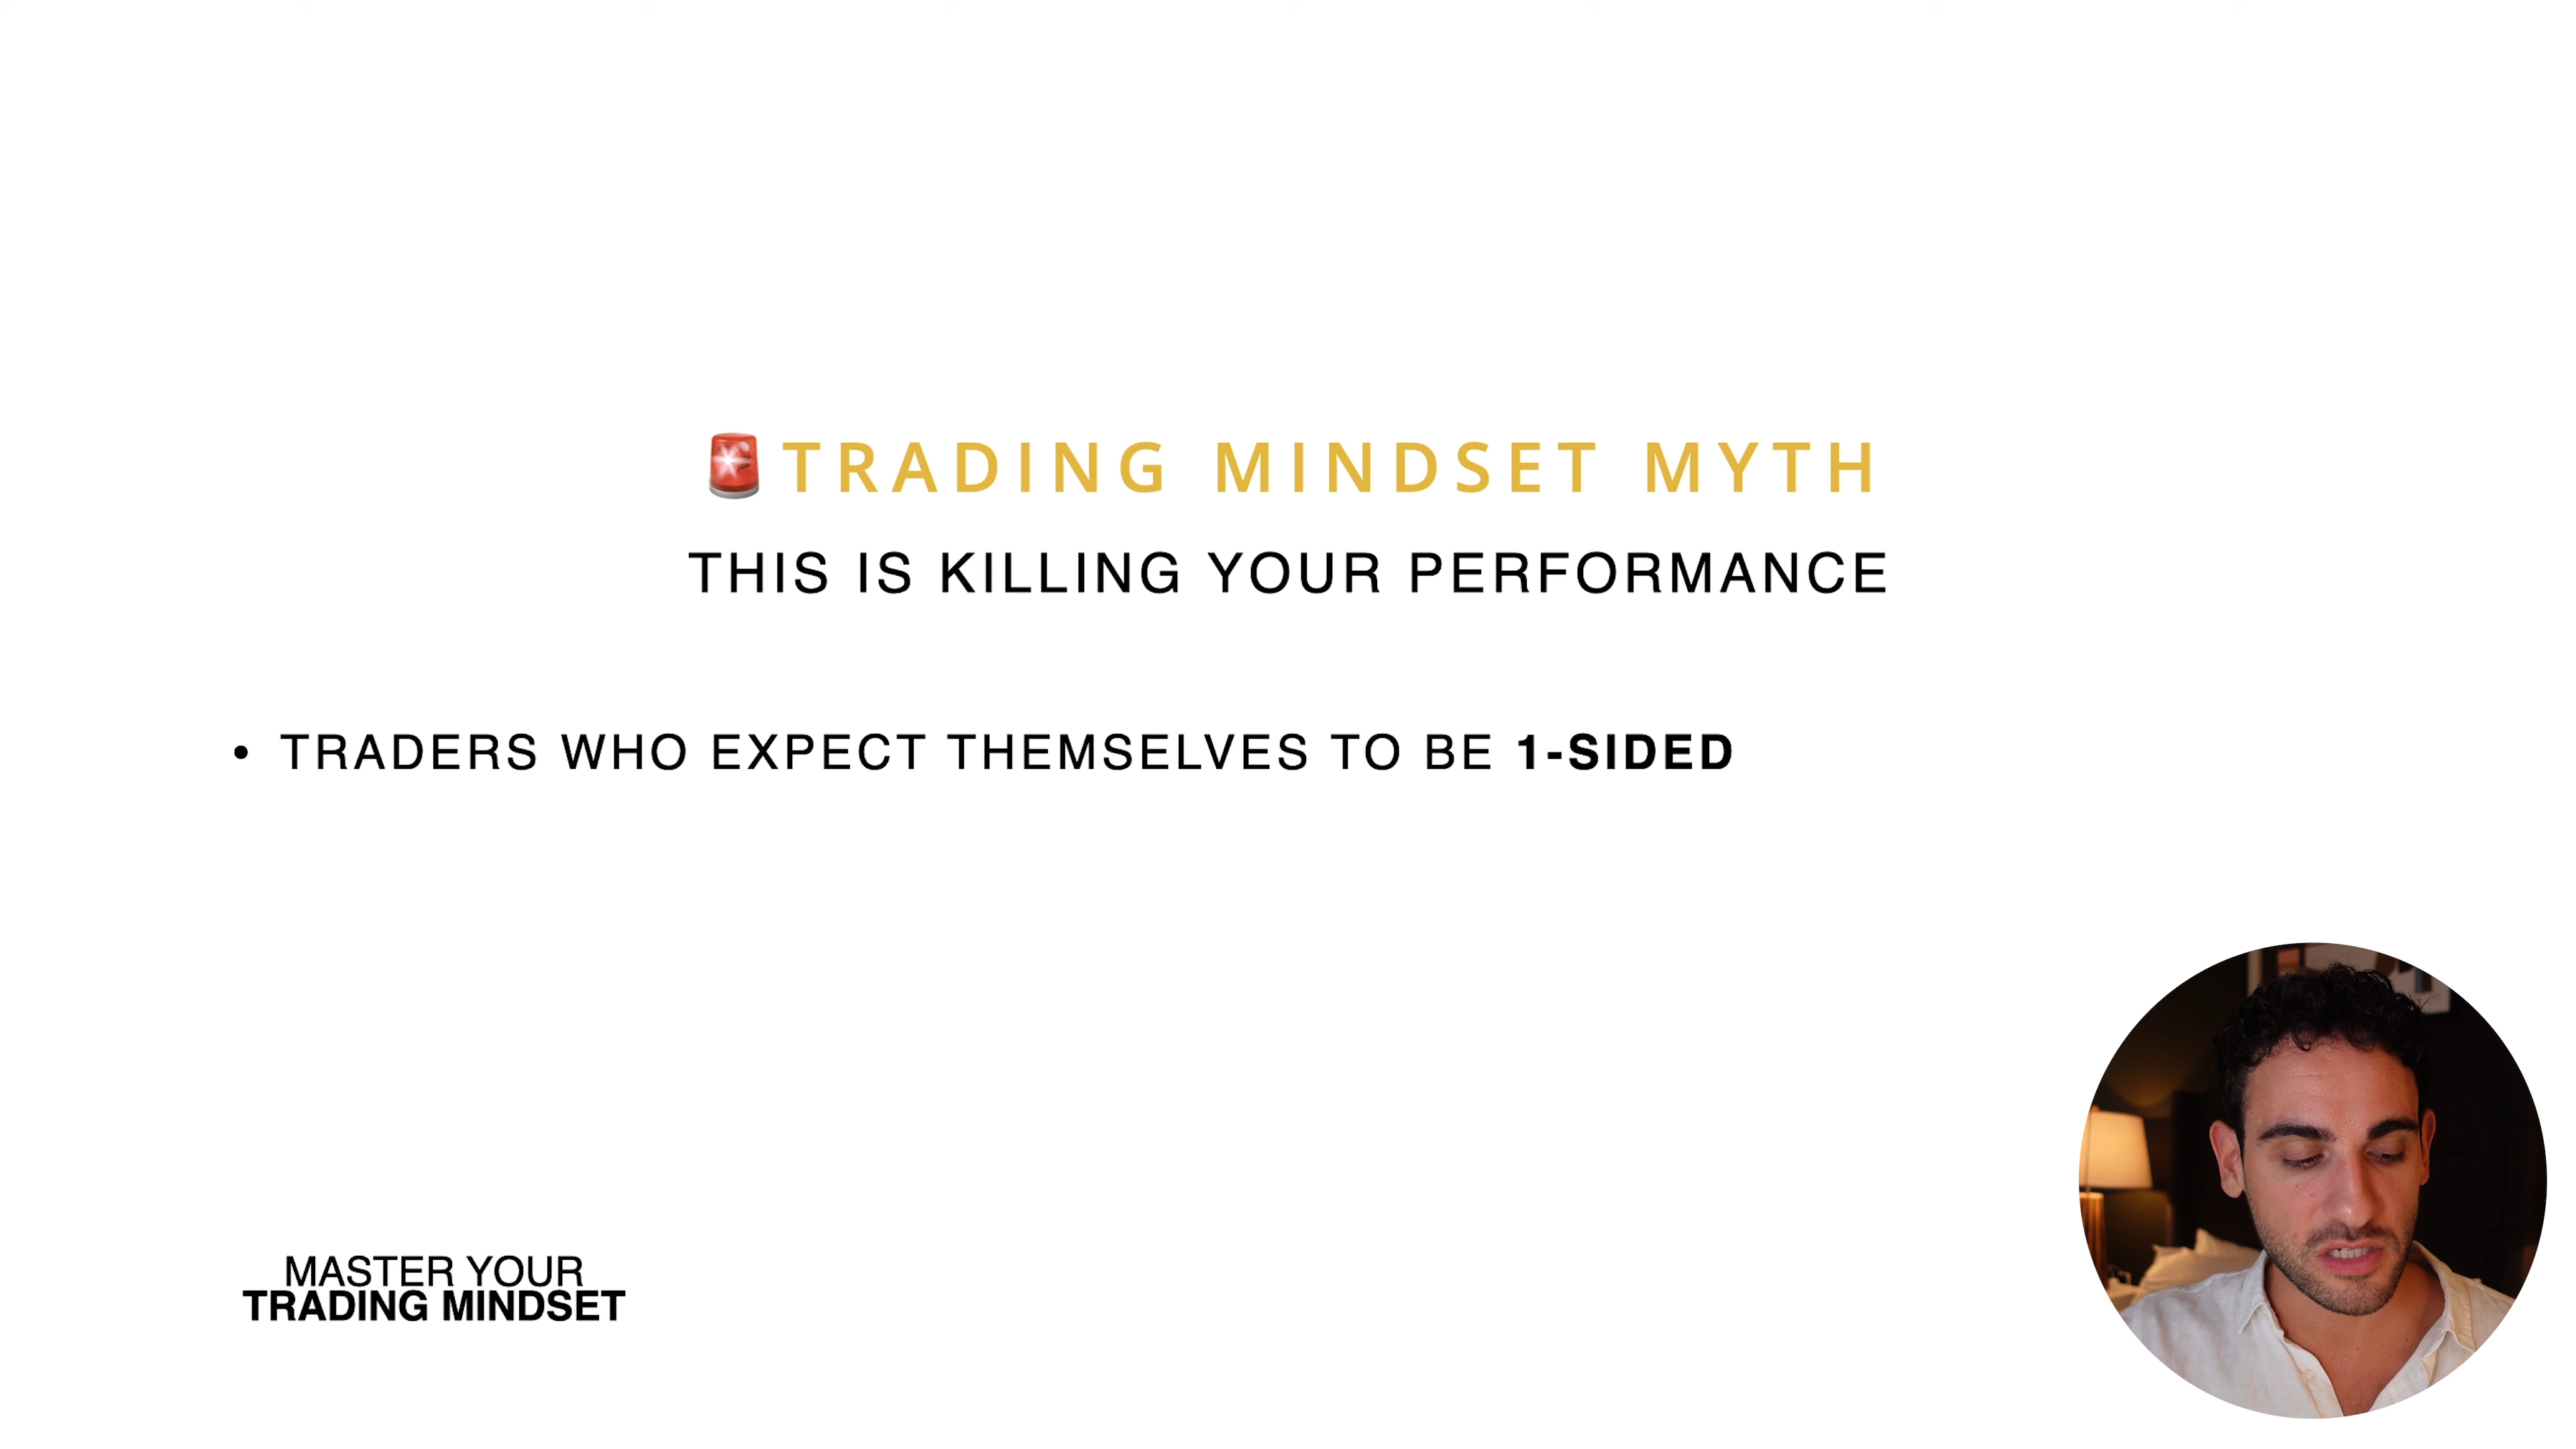 🚨TRADING MINDSET MYTH
THIS IS KILLING YOUR PERFORMANCE
• TRADERS WHO EXPECT THEMSELVES TO BE 1-SIDED
MASTER YOUR
TRADING MINDSET